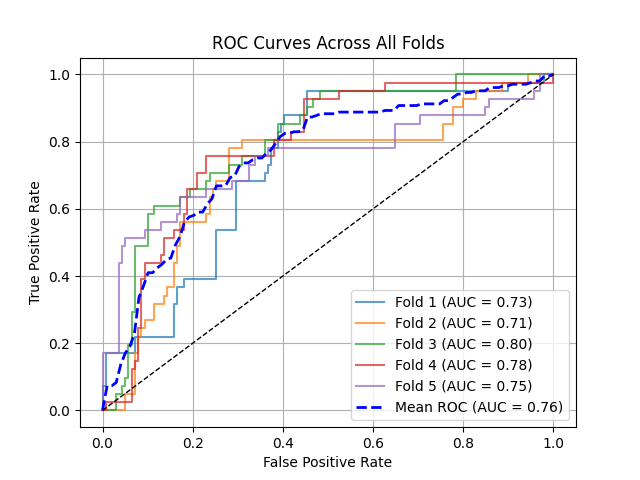 ROC Curves Across All Folds
True Positive Rate
1.0
0.8
0.6
0.4
0.2
0.0
Fold 1 (AUC = 0.73)
Fold 2 (AUC = 0.71)
Fold 3 (AUC = 0.80)
Fold 4 (AUC = 0.78)
Fold 5 (AUC = 0.75)
Mean ROC (AUC = 0.76)
0.0 0.2 0.4 0.6 0.8 1.0
False Positive Rate